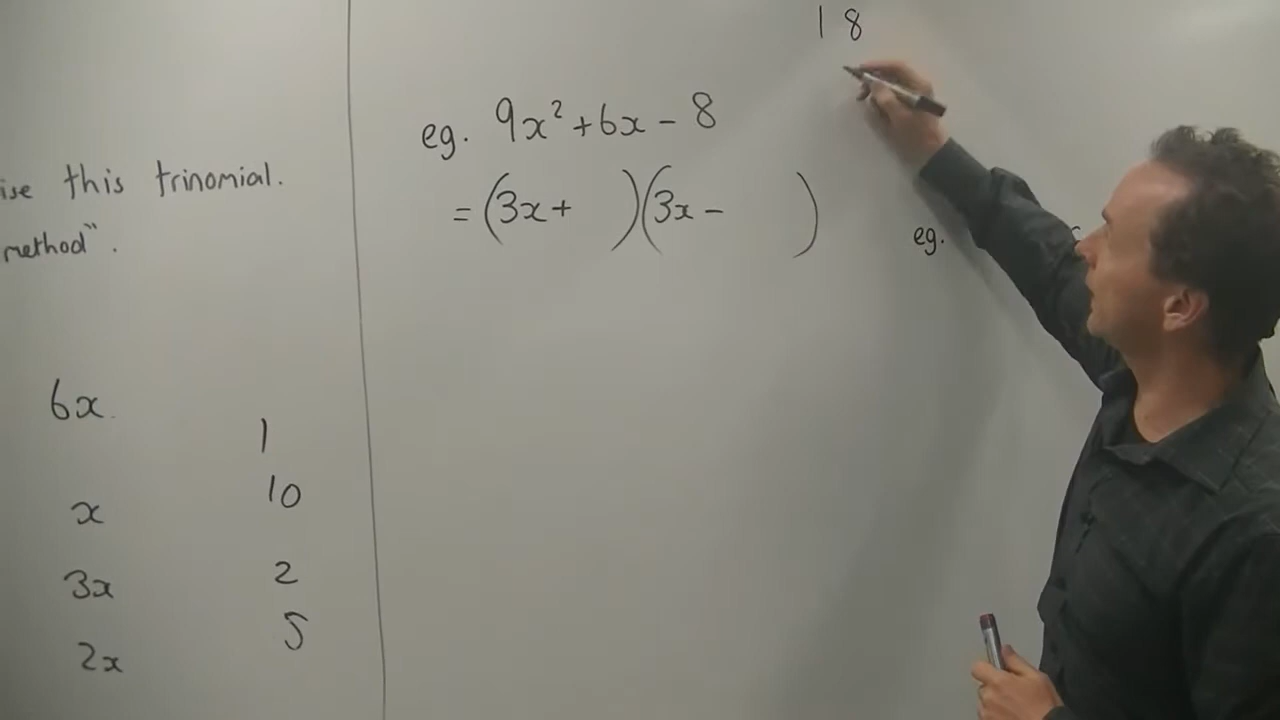 ise this trinomial.
method".
6x
1
10
x
3x
2
5
2x
1 8
eg. 9x² + 6x - 8
= (3x + )(3x - )
eg.